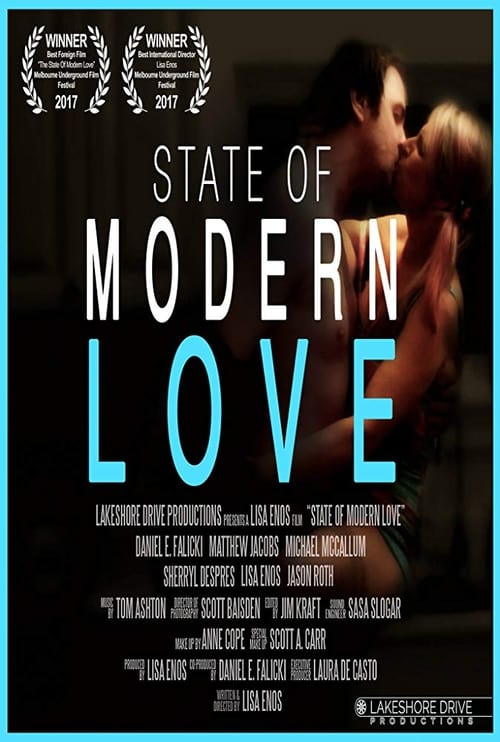 WINNER
Best Foreign Film
"The State Of Modern Love"
Melbourne Underground Film
Festival
2017
WINNER
Best International Director
Lisa Enos
Melbourne Underground Film
Festival
2017
STATE OF
MODERN
LOVE
LAKESHORE DRIVE PRODUCTIONS PRESENTS A LISA ENOS FILM "STATE OF MODERN LOVE"
DANIEL E. FALICKI MATTHEW JACOBS MICHAEL MCCALLUM
SHERRYL DESPRES LISA ENOS JASON ROTH
MUSIC BY TOM ASHTON DIRECTOR OF PHOTOGRAPHY SCOTT BAISDEN EDITED BY JIM KRAFT SOUND ENGINEER SASA SLOGAR
MAKE UP BY ANNE COPE SPECIAL MAKE UP SCOTT A. CARR
PRODUCED BY LISA ENOS CO-PRODUCED BY DANIEL E. FALICKI EXECUTIVE PRODUCER LAURA DE CASTO
WRITTEN & DIRECTED BY LISA ENOS
LAKESHORE DRIVE
PRODUCTIONS